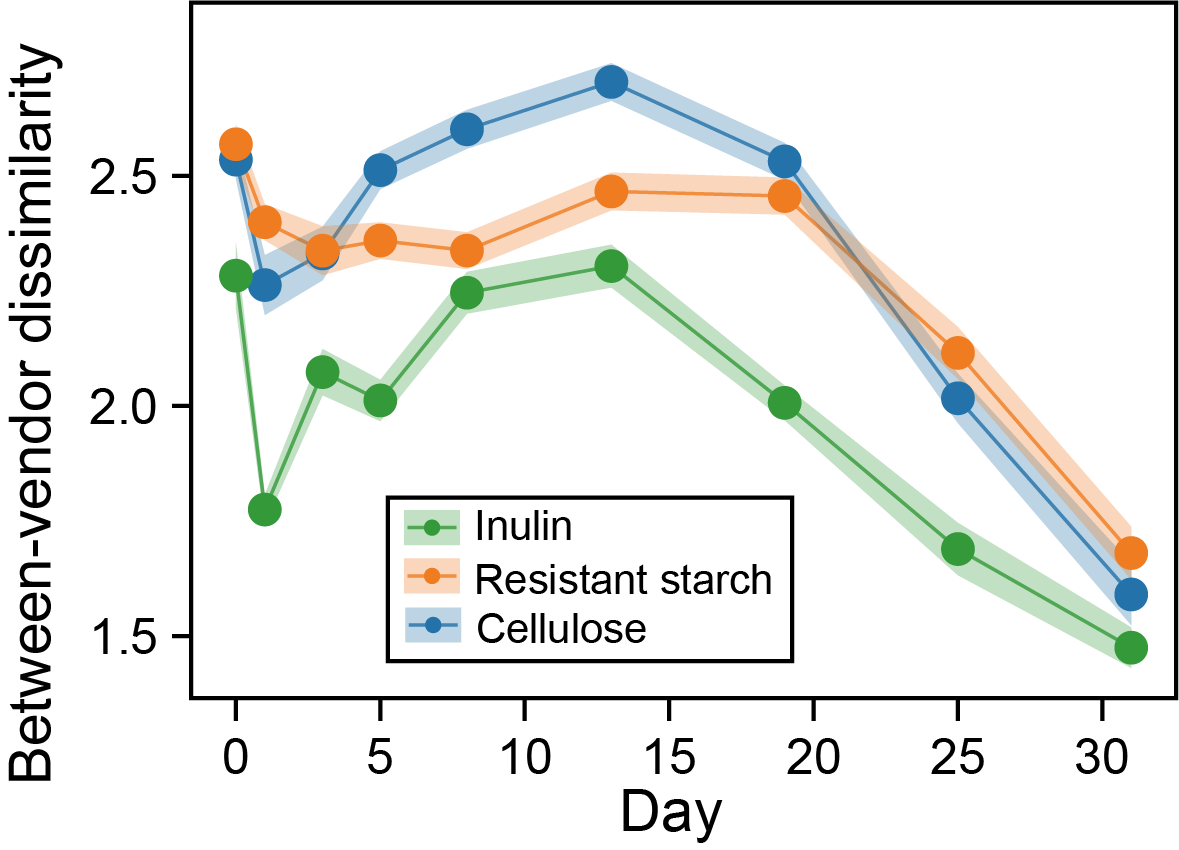 Between-vendor dissimilarity
2.5
2.0
1.5
Inulin
Resistant starch
Cellulose
0 5 10 15 20 25 30
Day